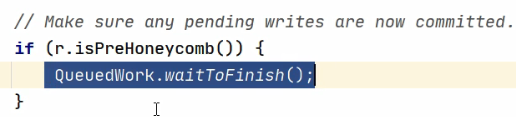 // Make sure any pending writes are now committed.
if (r.isPreHoneycomb()) {
QueuedWork.waitToFinish();
}